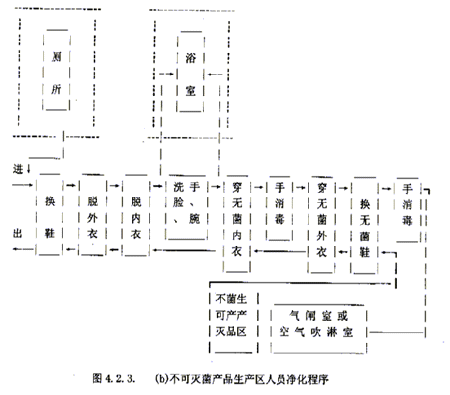 厕所
浴室
进
换鞋
脱外衣
脱内衣
洗脸、
手、腕
穿无菌内衣
手消毒
穿无菌外衣
换无菌鞋
手消毒
出
不可灭
菌产品
生产区
气闸室或
空气吹淋室
图 4.2.3. (b)不可灭菌产品生产区人员净化程序